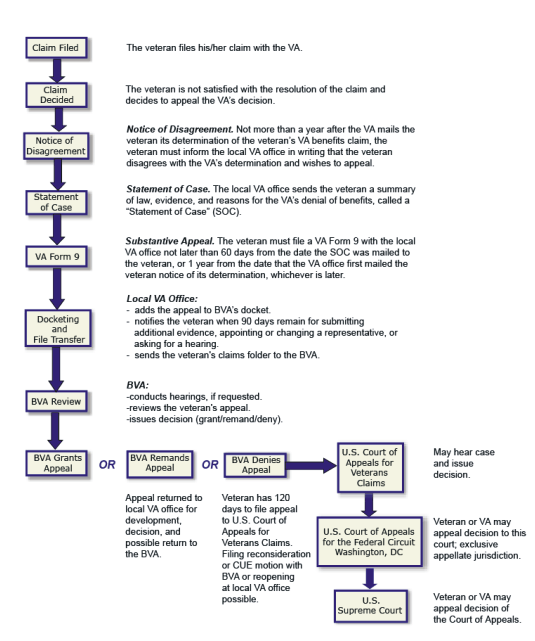 Claim Filed
The veteran files his/her claim with the VA.
Claim
Decided
The veteran is not satisfied with the resolution of the claim and
decides to appeal the VA's decision.
Notice of
Disagreement
Notice of Disagreement. Not more than a year after the VA mails the
veteran its determination of the veteran's VA benefits claim, the
veteran must inform the local VA office in writing that the veteran
disagrees with the VA's determination and wishes to appeal.
Statement
of Case
Statement of Case. The local VA office sends the veteran a summary
of law, evidence, and reasons for the VA's denial of benefits, called a
"Statement of Case" (SOC).
VA Form 9
Substantive Appeal. The veteran must file a VA Form 9 with the local
VA office not later than 60 days from the date the SOC was mailed to
the veteran, or 1 year from the date that the VA office first mailed the
veteran notice of its determination, whichever is later.
Docketing
and
File Transfer
Local VA Office:
- adds the appeal to BVA's docket.
- notifies the veteran when 90 days remain for submitting
additional evidence, appointing or changing a representative, or
asking for a hearing.
- sends the veteran's claims folder to the BVA.
BVA Review
BVA:
-conducts hearings, if requested.
-reviews the veteran's appeal.
-issues decision (grant/remand/deny).
BVA Grants
Appeal
OR
BVA Remands
Appeal
OR
BVA Denies
Appeal
U.S. Court of
Appeals for
Veterans
Claims
May hear case
and issue
decision.
Appeal returned to
local VA office for
development,
decision, and
possible return to
the BVA.
Veteran has 120
days to file appeal
to U.S. Court of
Appeals for
Veterans Claims.
Filing reconsideration
or CUE motion with
BVA or reopening
at local VA office
possible.
U.S. Court of Appeals
for the Federal Circuit
Washington, DC
Veteran or VA may
appeal decision to this
court; exclusive
appellate jurisdiction.
U.S.
Supreme Court
Veteran or VA may
appeal decision of
the Court of Appeals.